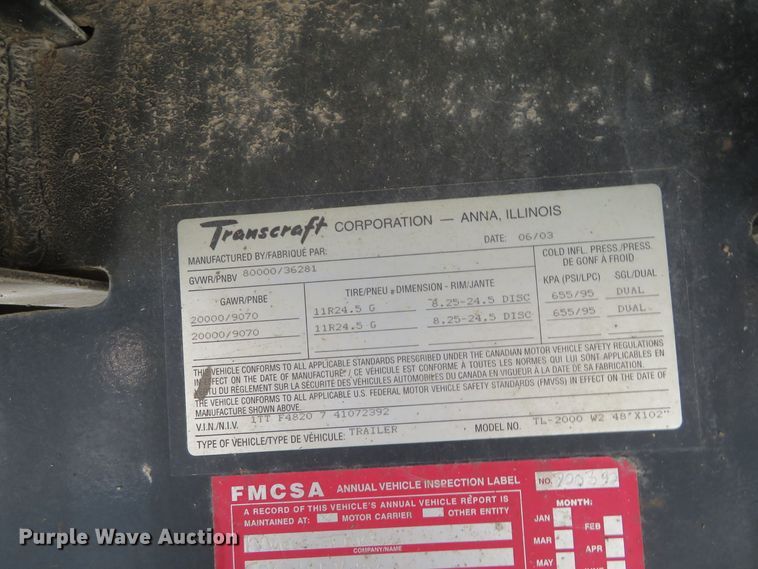 Transcraft CORPORATION — ANNA, ILLINOIS
MANUFACTURED BY/FABRIQUÉ PAR: DATE: 06/03
GVWR/PNBV 80000/36281
COLD INFL. PRESS./PRESS.
DE GONF A FROID
GAWR/PNBE TIRE/PNEU - DIMENSION - RIM/JANTE KPA (PSI/LPC) SGL/DUAL
20000/9070 11R24.5 G 8.25-24.5 DISC 655/95 DUAL
20000/9070 11R24.5 G 8.25-24.5 DISC 655/95 DUAL
THIS VEHICLE CONFORMS TO ALL APPLICABLE STANDARDS PRESCRIBED UNDER THE CANADIAN MOTOR VEHICLE SAFETY REGULATIONS
IN EFFECT ON THE DATE OF MANUFACTURE / CE VÉHICULE EST CONFORME A TOUTES LES NORMES QUI LUI SONT APPLICABLES EN
VERTU DU RÈGLEMENT SUR LA SÉCURITÉ DES VÉHICULES AUTOMOBILES DU CANADA EN VIGUEUR À LA DATE DE SA FABRICATION.
THE VEHICLE CONFORMS TO ALL APPLICABLE U.S. FEDERAL MOTOR VEHICLE SAFETY STANDARDS (FMVSS) IN EFFECT ON THE DATE OF
MANUFACTURE SHOWN ABOVE.
V.I.N./N.I.V. 1TT F4820 7 41072392
TYPE OF VEHICLE/TYPE DE VÉHICULE: TRAILER MODEL NO. TL-2000 W2 48'X102"
FMCSA ANNUAL VEHICLE INSPECTION LABEL NO.
A RECORD OF THIS VEHICLE'S ANNUAL VEHICLE REPORT IS
MAINTAINED AT: MOTOR CARRIER OTHER ENTITY
COMPANY/NAME
MONTH:
JAN FEB
MAR APR
MAY
Purple Wave Auction